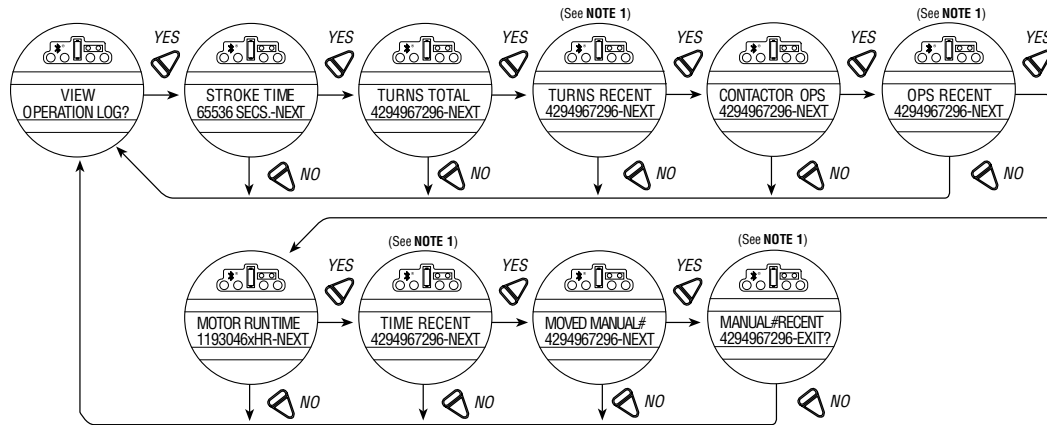 (See NOTE 1)
(See NOTE 1)
YES
YES
YES
YES
YES
YES
VIEW
OPERATION LOG?
STROKE TIME
65536 SECS.-NEXT
TURNS TOTAL
4294967296-NEXT
TURNS RECENT
4294967296-NEXT
CONTACTOR OPS
4294967296-NEXT
OPS RECENT
4294967296-NEXT
NO
NO
NO
NO
NO
(See NOTE 1)
(See NOTE 1)
YES
YES
YES
MOTOR RUNTIME
1193046xHR-NEXT
TIME RECENT
4294967296-NEXT
MOVED MANUAL#
4294967296-NEXT
MANUAL#RECENT
4294967296-EXIT?
NO
NO
NO
NO